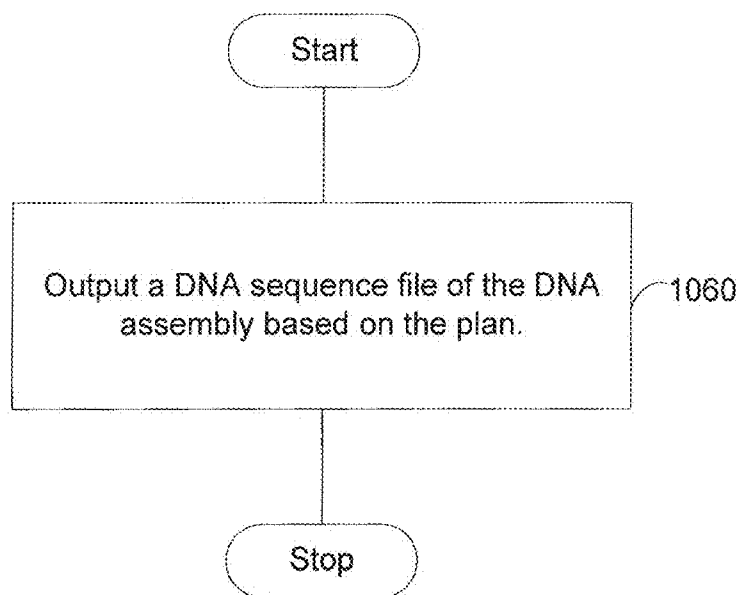 Start
Output a DNA sequence file of the DNA
assembly based on the plan.
1060
Stop